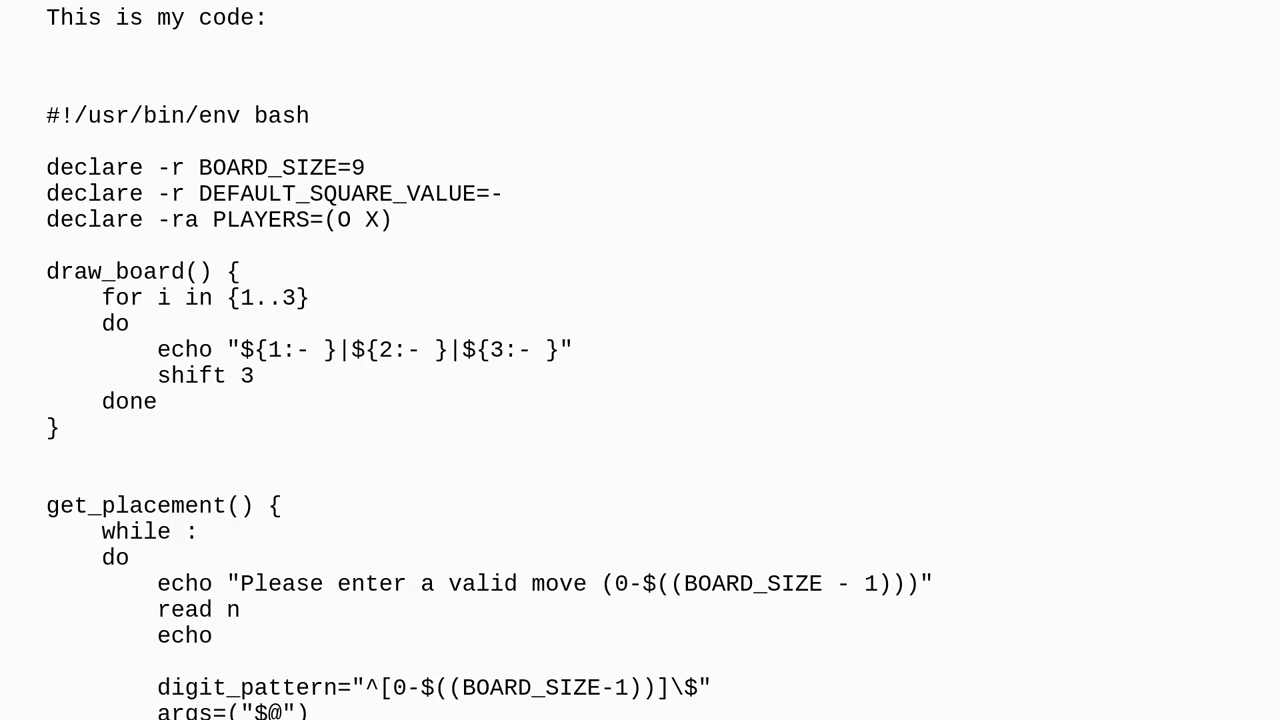 This is my code:
#!/usr/bin/env bash
declare -r BOARD_SIZE=9
declare -r DEFAULT_SQUARE_VALUE=-
declare -ra PLAYERS=(O X)
draw_board() {
    for i in {1..3}
    do
        echo "${1:- }|${2:- }|${3:- }"
        shift 3
    done
}
get_placement() {
    while :
    do
        echo "Please enter a valid move (0-$((BOARD_SIZE - 1)))"
        read n
        echo
        digit_pattern="^[0-$((BOARD_SIZE-1))]\$"
        args=("$@")